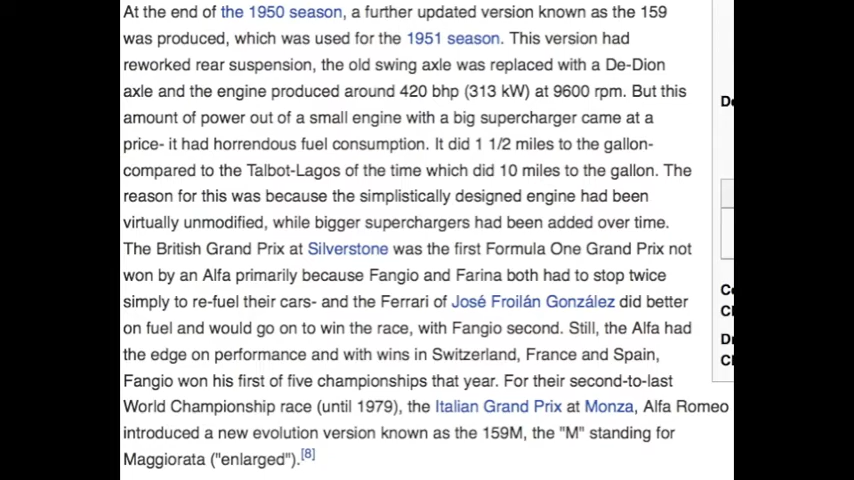 At the end of the 1950 season, a further updated version known as the 159
was produced, which was used for the 1951 season. This version had
reworked rear suspension, the old swing axle was replaced with a De-Dion
axle and the engine produced around 420 bhp (313 kW) at 9600 rpm. But this
amount of power out of a small engine with a big supercharger came at a
price- it had horrendous fuel consumption. It did 1 1/2 miles to the gallon-
compared to the Talbot-Lagos of the time which did 10 miles to the gallon. The
reason for this was because the simplistically designed engine had been
virtually unmodified, while bigger superchargers had been added over time.
The British Grand Prix at Silverstone was the first Formula One Grand Prix not
won by an Alfa primarily because Fangio and Farina both had to stop twice
simply to re-fuel their cars- and the Ferrari of José Froilán González did better
on fuel and would go on to win the race, with Fangio second. Still, the Alfa had
the edge on performance and with wins in Switzerland, France and Spain,
Fangio won his first of five championships that year. For their second-to-last
World Championship race (until 1979), the Italian Grand Prix at Monza, Alfa Romeo
introduced a new evolution version known as the 159M, the "M" standing for
Maggiorata ("enlarged").[8]